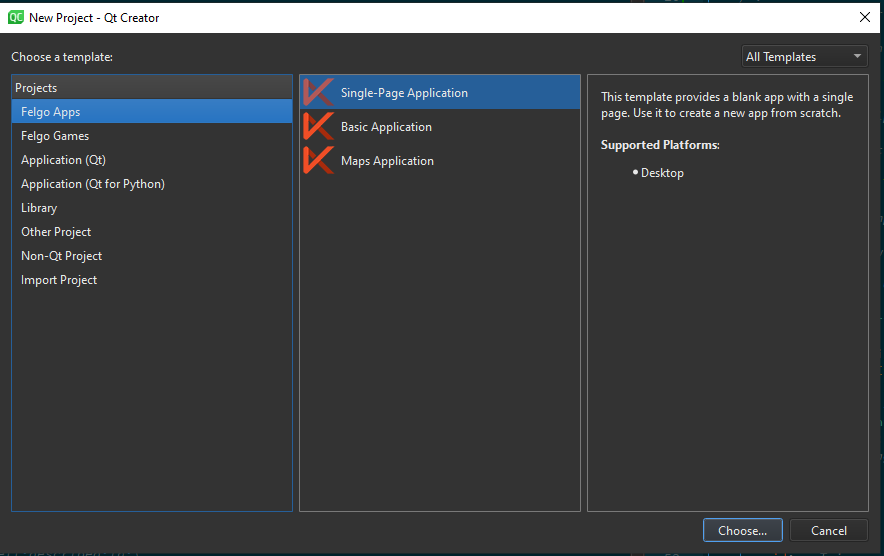 QC New Project - Qt Creator
Choose a template:
All Templates
Projects
Felgo Apps
Felgo Games
Application (Qt)
Application (Qt for Python)
Library
Other Project
Non-Qt Project
Import Project
Single-Page Application
Basic Application
Maps Application
This template provides a blank app with a single
page. Use it to create a new app from scratch.
Supported Platforms:
• Desktop
Choose...
Cancel